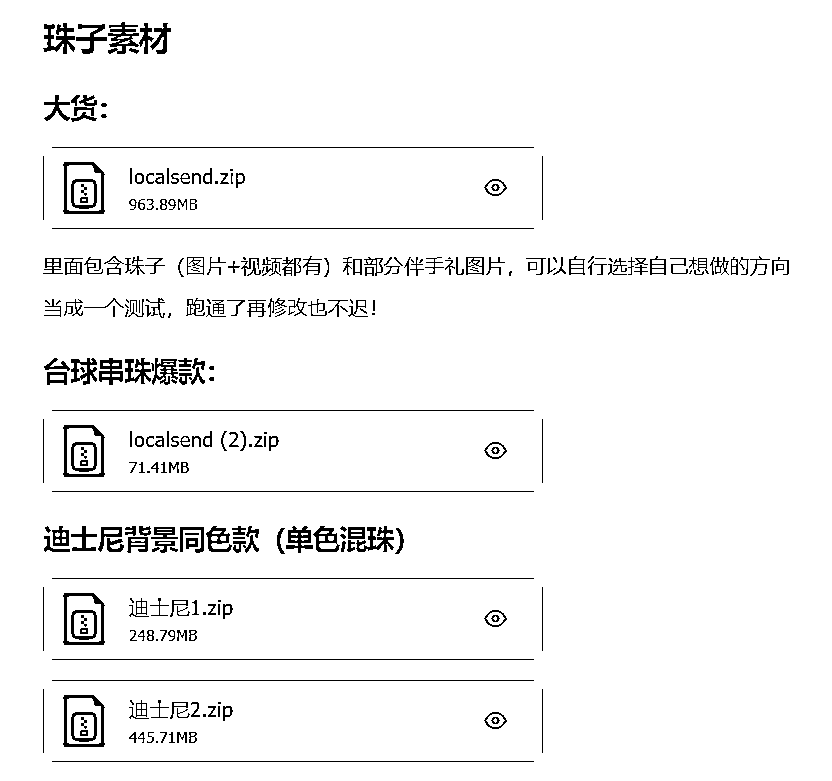 珠子素材
大货：
localsend.zip
963.89MB
里面包含珠子（图片+视频都有）和部分伴手礼图片，可以自行选择自己想做的方向
当成一个测试，跑通了再修改也不迟！
台球串珠爆款：
localsend (2).zip
71.41MB
迪士尼背景同色款（单色混珠）
迪士尼1.zip
248.79MB
迪士尼2.zip
445.71MB